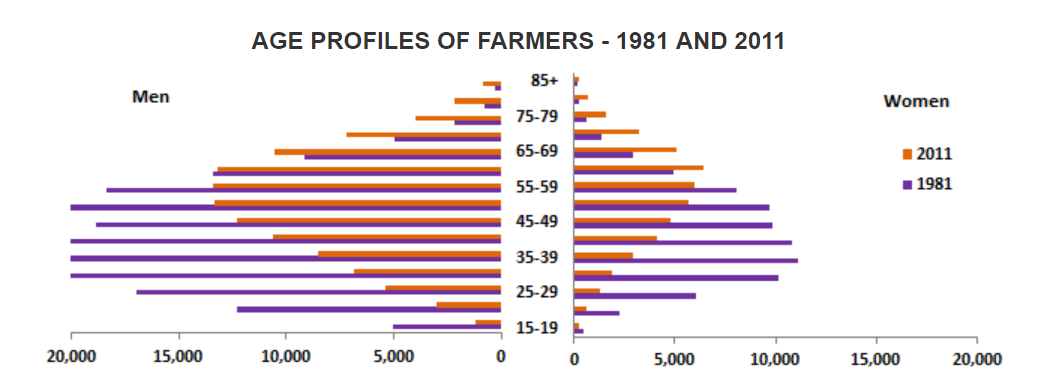 AGE PROFILES OF FARMERS - 1981 AND 2011
Men
Women
85+
75-79
65-69
55-59
45-49
35-39
25-29
15-19
2011
1981
20,000 15,000 10,000 5,000 0
0 5,000 10,000 15,000 20,000